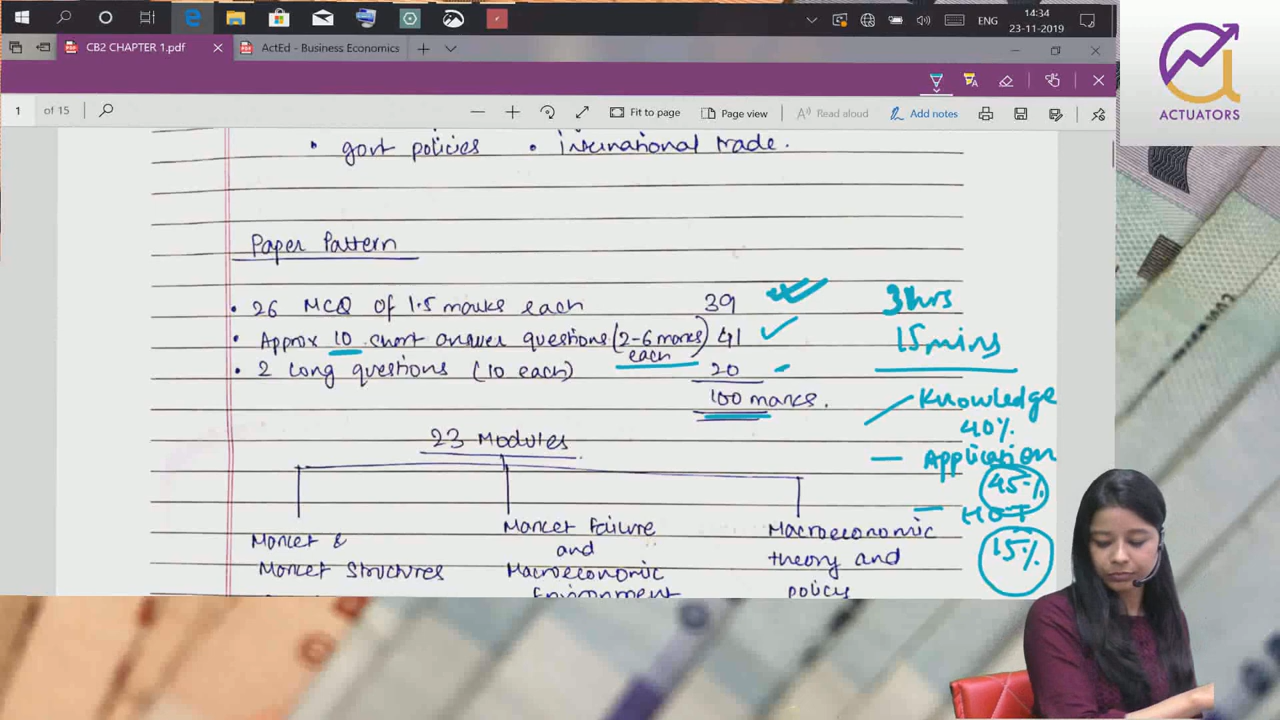 14:34
ENG
23-11-2019
CB2 CHAPTER 1.pdf
ActEd - Business Economics
1 of 15
Fit to page
Page view
Read aloud
Add notes
ACTUATORS
• govt policies • international trade.
Paper Pattern
• 26 MCQ of 1.5 marks each 39
• Approx 10 short answer questions (2-6 marks each) 41
• 2 Long questions (10 each) 20
100 marks.
3 hrs
15 mins
Knowledge
40%
- Application
45%
- HOT
15%
23 Modules
Market &
Market Structures
Market Failure
and
Macroeconomic
Environment
Macroeconomic
theory and
policy